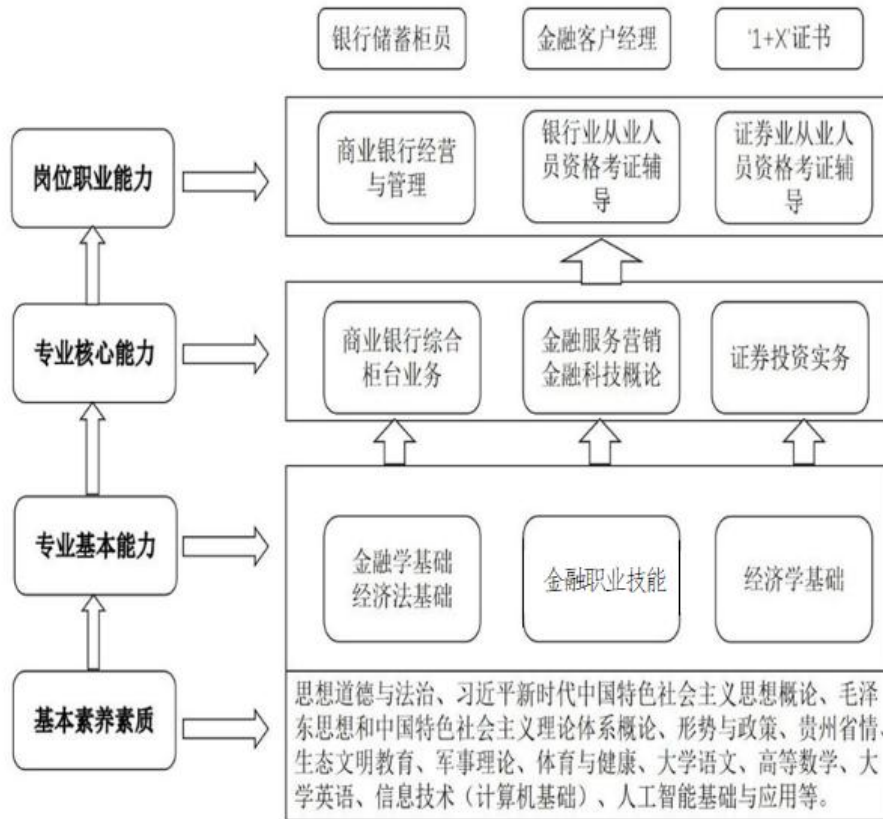 银行储蓄柜员
金融客户经理
‘1+X’证书
岗位职业能力
商业银行经营
与管理
银行业从业人
员资格考证辅
导
证券业从业人
员资格考证辅
导
专业核心能力
商业银行综合
柜台业务
金融服务营销
金融科技概论
证券投资实务
专业基本能力
金融学基础
经济法基础
金融职业技能
经济学基础
基本素养素质
思想道德与法治、习近平新时代中国特色社会主义思想概论、毛泽
东思想和中国特色社会主义理论体系概论、形势与政策、贵州省情、
生态文明教育、军事理论、体育与健康、大学语文、高等数学、大
学英语、信息技术（计算机基础）、人工智能基础与应用等。